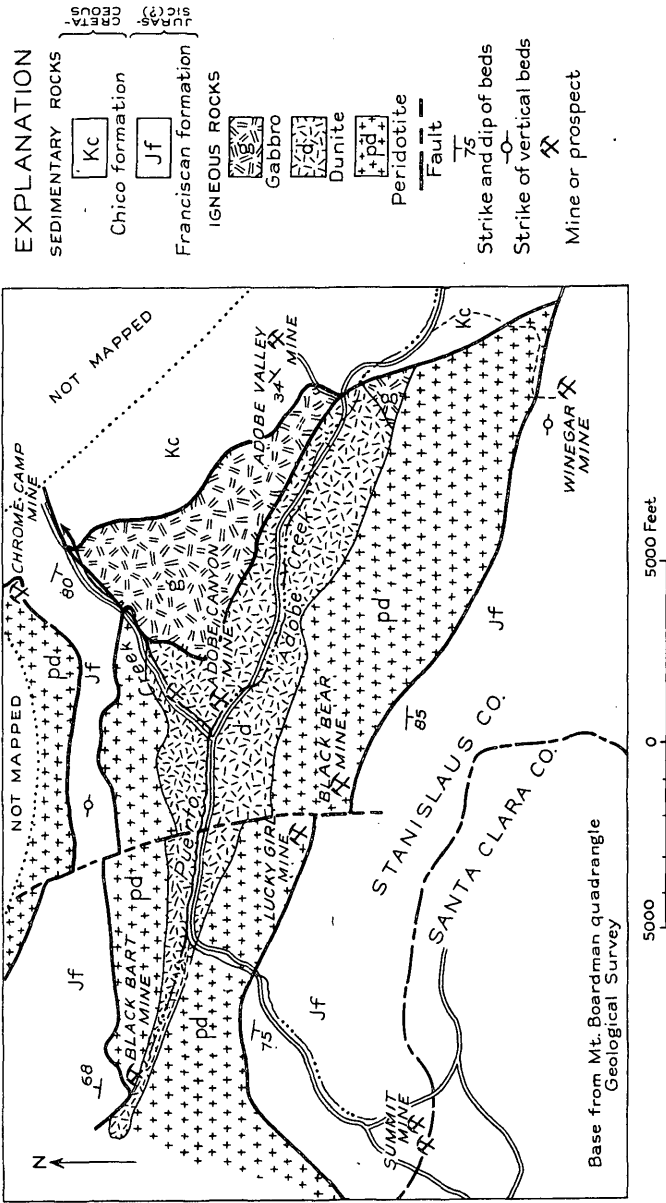 EXPLANATION
SEDIMENTARY ROCKS
Kc
Chico formation
CRETA-
CEOUS
Jf
Franciscan formation
JURAS-
SIC(?)
IGNEOUS ROCKS
g
Gabbro
d
Dunite
pd
Peridotite
Fault
75
Strike and dip of beds
Strike of vertical beds
Mine or prospect
N
NOT MAPPED
pd
Jf
CHROME CAMP
MINE
NOT MAPPED
80
Kc
Jf
68
BLACK BART
MINE
pd
Puerto
Creek
g
ADOBE CANYON
MINE
ADOBE VALLEY
MINE
34
d
Adobe Creek
g
Kc
pd
LUCKY GIRL
MINE
BLACK BEAR
MINE
pd
75
Jf
85
Jf
WINEGAR
MINE
SUMMIT
MINE
STANISLAUS CO.
SANTA CLARA CO.
Base from Mt. Boardman quadrangle
Geological Survey
5000
0
5000 Feet